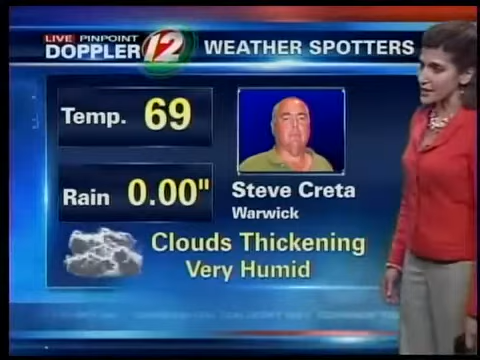 LIVE PINPOINT
DOPPLER 12
WEATHER SPOTTERS
Temp. 69
Rain 0.00"
Steve Creta
Warwick
Clouds Thickening
Very Humid